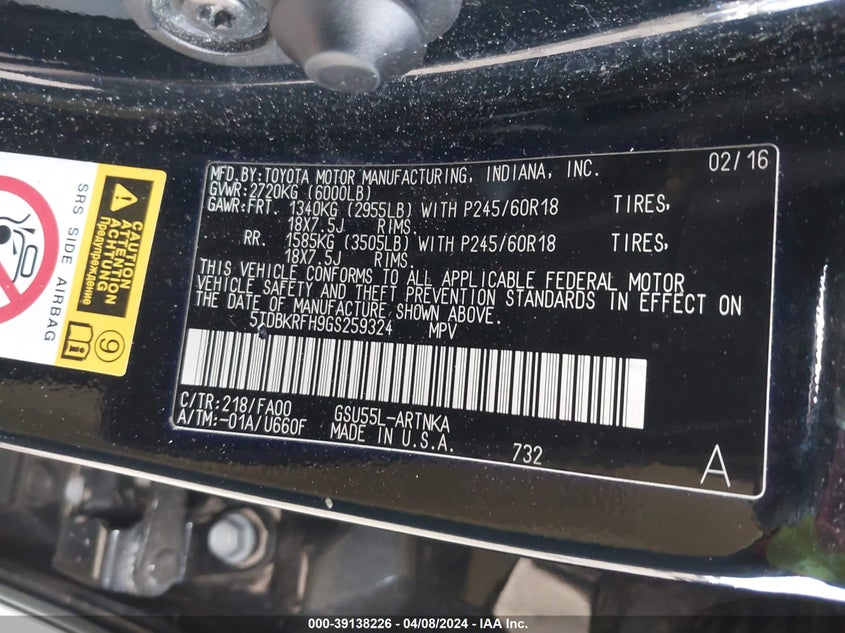 MFD.BY:TOYOTA MOTOR MANUFACTURING, INDIANA, INC. 02/16
GVWR:2720KG (6000LB)
GAWR:FRT. 1340KG (2955LB) WITH P245/60R18 TIRES,
18X7.5J RIMS.
RR. 1585KG (3505LB) WITH P245/60R18 TIRES,
18X7.5J RIMS.
THIS VEHICLE CONFORMS TO ALL APPLICABLE FEDERAL MOTOR
VEHICLE SAFETY AND THEFT PREVENTION STANDARDS IN EFFECT ON
THE DATE OF MANUFACTURE SHOWN ABOVE.
5TDBKRFH9GS259324 MPV
C/TR:218/FA00 GSU55L-ARTNKA
A/TM:-01A/U660F MADE IN U.S.A.
732
A
SRS SIDE AIRBAG
CAUTION
ATTENTION
ACHTUNG
Предупреждение
9
000-39138226 - 04/08/2024 - IAA Inc.